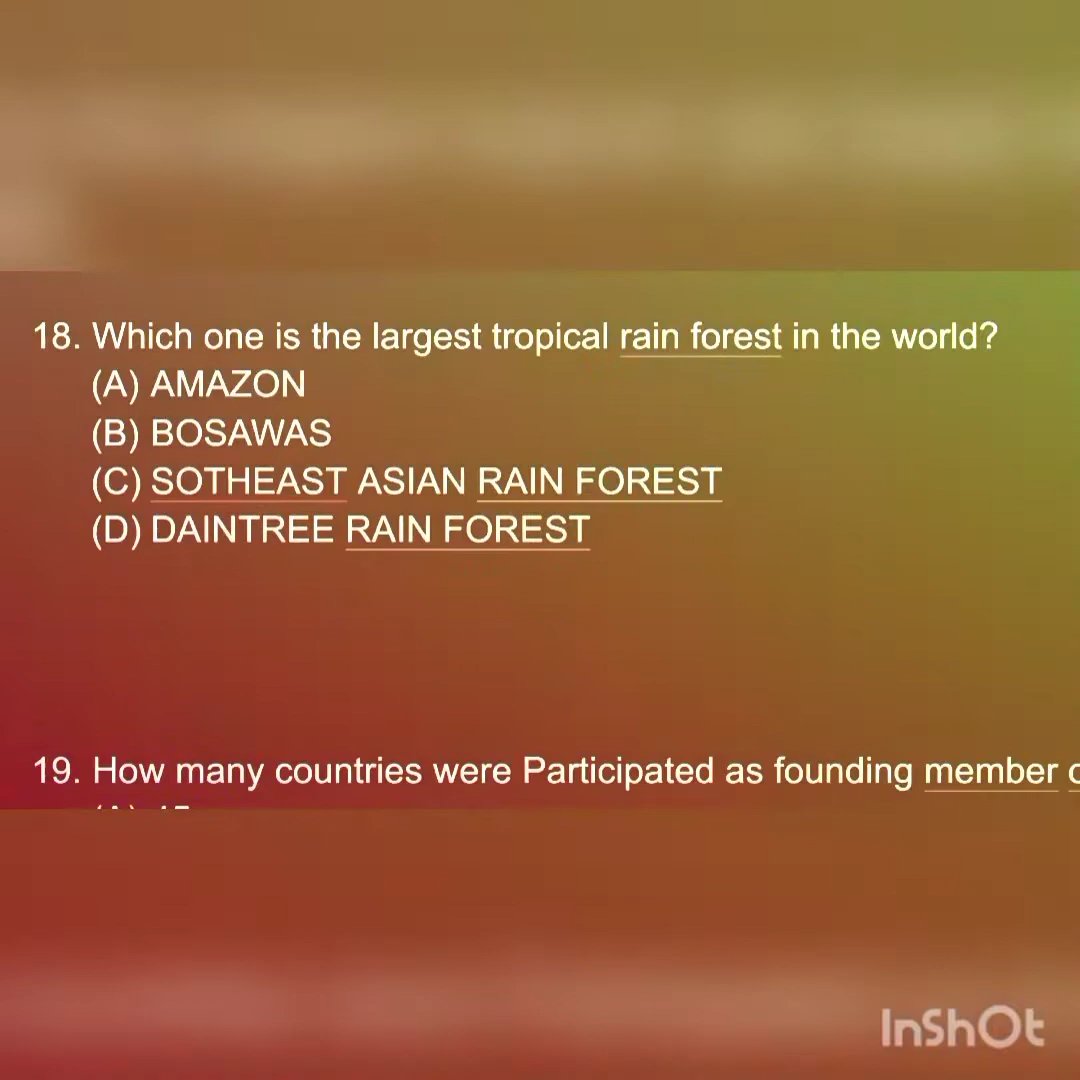 18. Which one is the largest tropical rain forest in the world?
(A) AMAZON
(B) BOSAWAS
(C) SOTHEAST ASIAN RAIN FOREST
(D) DAINTREE RAIN FOREST
19. How many countries were Participated as founding member
InShOt